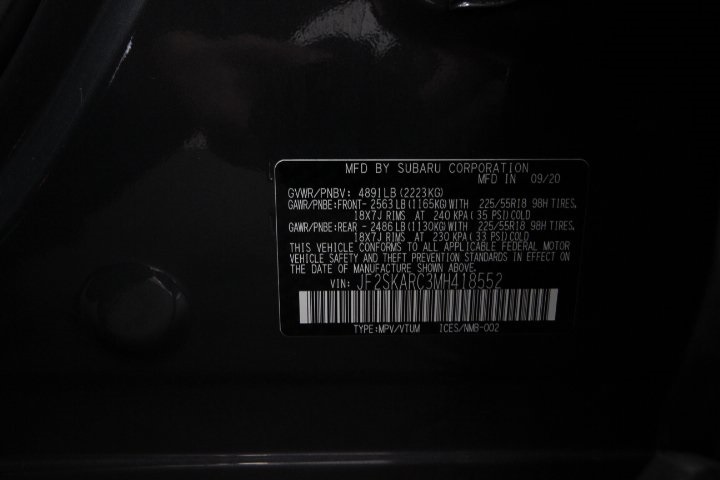 MFD BY SUBARU CORPORATION
MFD IN 09/20
GVWR/PNBV: 4891LB(2223KG)
GAWR/PNBE:FRONT- 2563LB(1165KG)WITH 225/55R18 98H TIRES,
18X7J RIMS AT 240 KPA(35 PSI)COLD
GAWR/PNBE:REAR -2486LB(1130KG)WITH 225/55R18 98H TIRES,
18X7J RIMS AT 230 KPA(33 PSI)COLD
THIS VEHICLE CONFORMS TO ALL APPLICABLE FEDERAL MOTOR
VEHICLE SAFETY AND THEFT PREVENTION STANDARDS IN EFFECT ON
THE DATE OF MANUFACTURE SHOWN ABOVE.
VIN: JF2SKARC3MH418552
TYPE:MPV/VTUM ICES/NMB-002